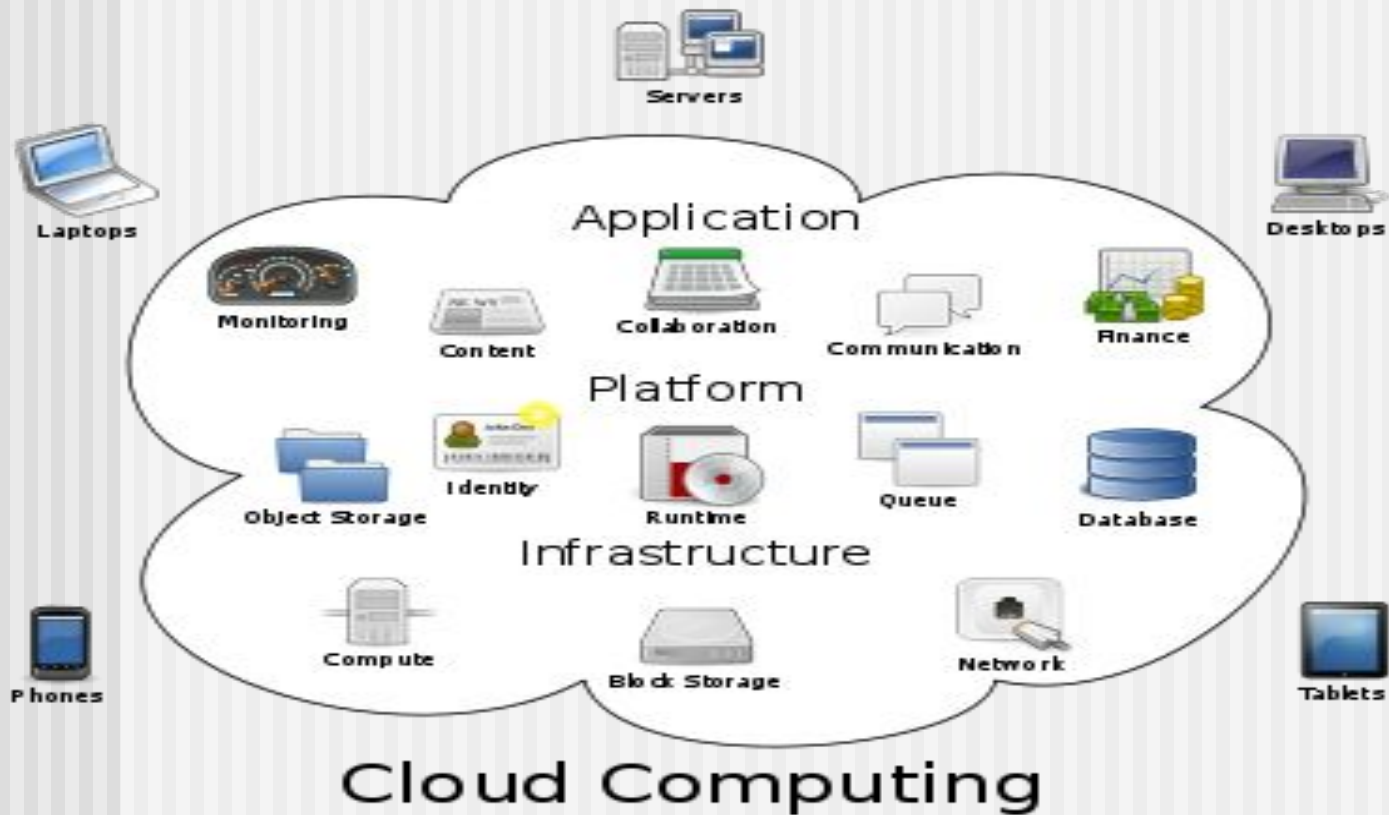 Servers
Laptops
Desktops
Application
Monitoring
Content
Collaboration
Communication
Finance
Platform
Object Storage
Identity
Runtime
Queue
Database
Infrastructure
Compute
Block Storage
Network
Phones
Tablets
Cloud Computing